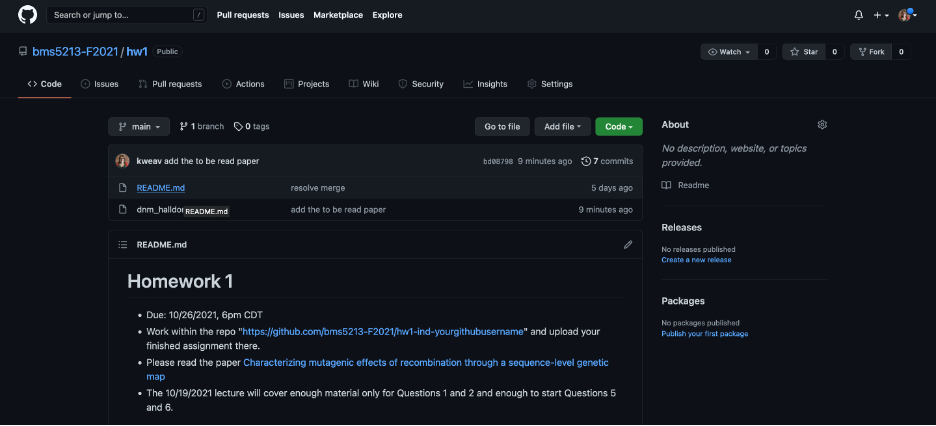 Search or jump to... / Pull requests Issues Marketplace Explore
bms5213-F2021 / hw1 Public Watch 0 Star 0 Fork 0
Code Issues Pull requests Actions Projects Wiki Security Insights Settings
main 1 branch 0 tags Go to file Add file Code
kweav add the to be read paper bd08798 9 minutes ago 7 commits
README.md resolve merge 5 days ago
dnm_halldor add the to be read paper 9 minutes ago
README.md
README.md
Homework 1
• Due: 10/26/2021, 6pm CDT
• Work within the repo "https://github.com/bms5213-F2021/hw1-ind-yourgithubusername" and upload your
finished assignment there.
• Please read the paper Characterizing mutagenic effects of recombination through a sequence-level genetic
map
• The 10/19/2021 lecture will cover enough material only for Questions 1 and 2 and enough to start Questions 5
and 6.
About
No description, website, or topics
provided.
Readme
Releases
No releases published
Create a new release
Packages
No packages published
Publish your first package